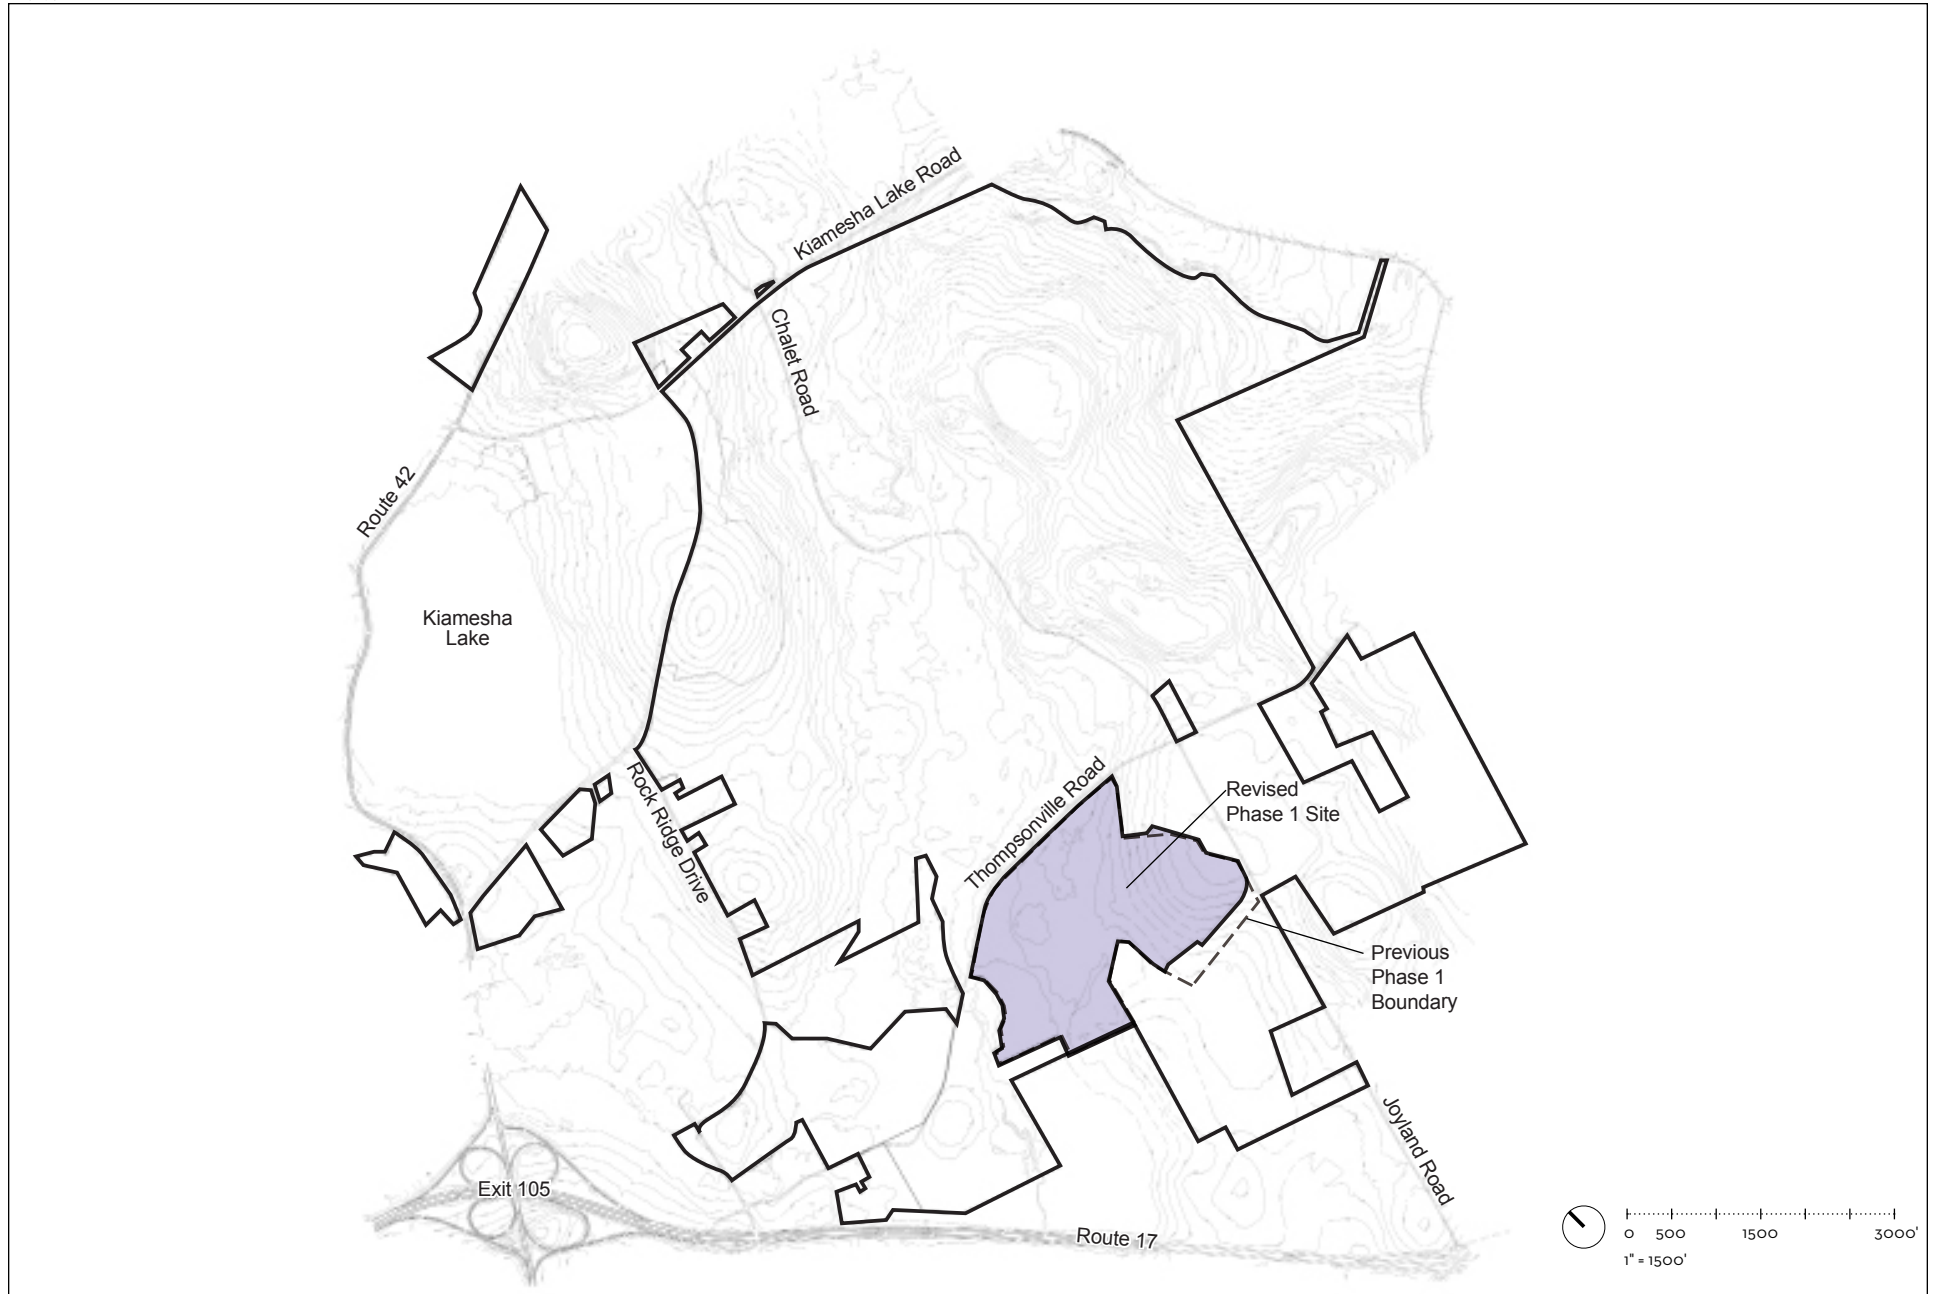 Kiamesha Lake Road
Chalet Road
Route 42
Kiamesha
Lake
Rock Ridge Drive
Thompsonville Road
Revised
Phase 1 Site
Previous
Phase 1
Boundary
Joyland Road
Exit 105
Route 17
0 500 1500 3000'
1" = 1500'